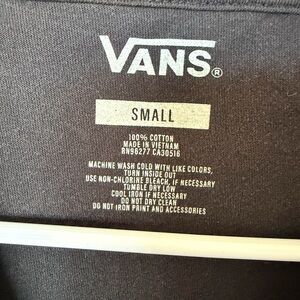 VANS®
SMALL
100% COTTON
MADE IN VIETNAM
RN96277 CA30516
MACHINE WASH COLD WITH LIKE COLORS,
TURN INSIDE OUT
USE NON-CHLORINE BLEACH, IF NECESSARY
TUMBLE DRY LOW
COOL IRON IF NECESSARY
DO NOT DRY CLEAN
DO NOT IRON PRINT AND ACCESSORIES